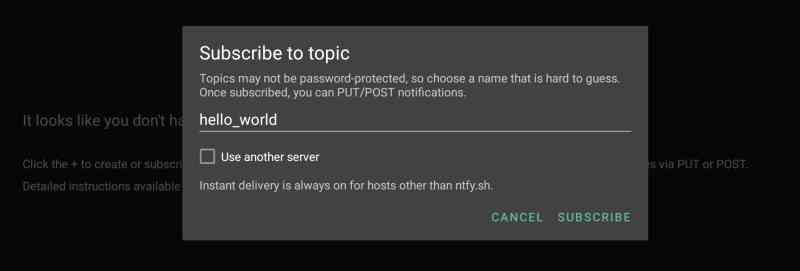 Subscribe to topic
Topics may not be password-protected, so choose a name that is hard to guess.
Once subscribed, you can PUT/POST notifications.
It looks like you don't ha
hello_world
Use another server
Click the + to create or subscri
s via PUT or POST.
Detailed instructions available
Instant delivery is always on for hosts other than ntfy.sh.
CANCEL SUBSCRIBE